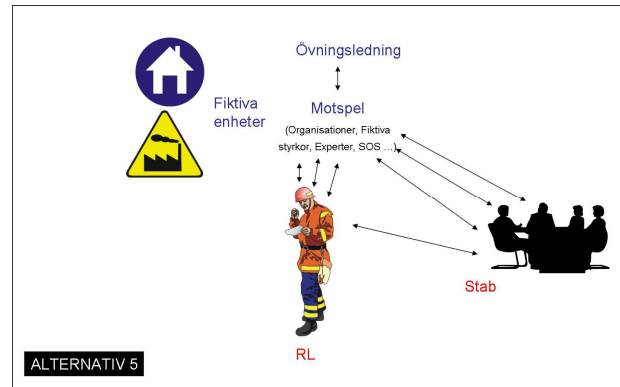 Övningsledning
Fiktiva
enheter
Motspel
(Organisationer, Fiktiva
styrkor, Experter, SOS ...)
Stab
RL
ALTERNATIV 5